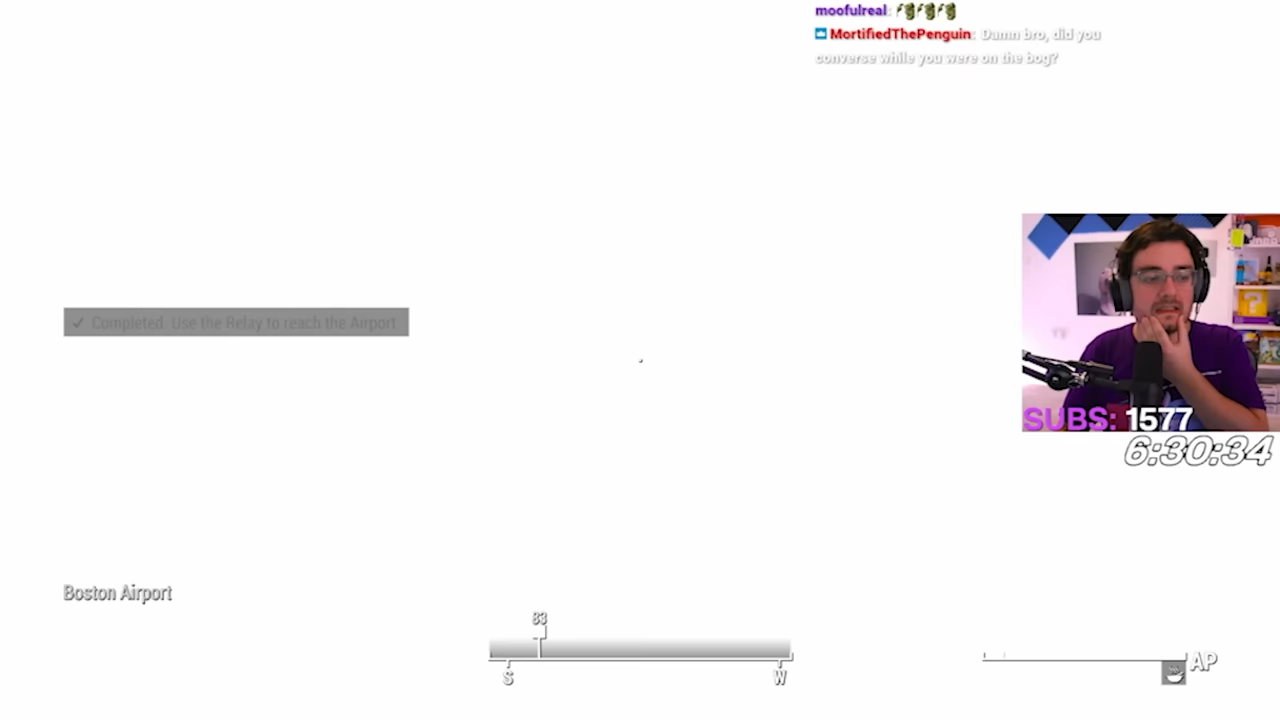 moofulreal:
MortifiedThePenguin: Damn bro, did you
converse while you were on the bog?
✓ Completed: Use the Relay to reach the Airport
SUBS: 1577
6:30:34
Boston Airport
83
S
W
AP